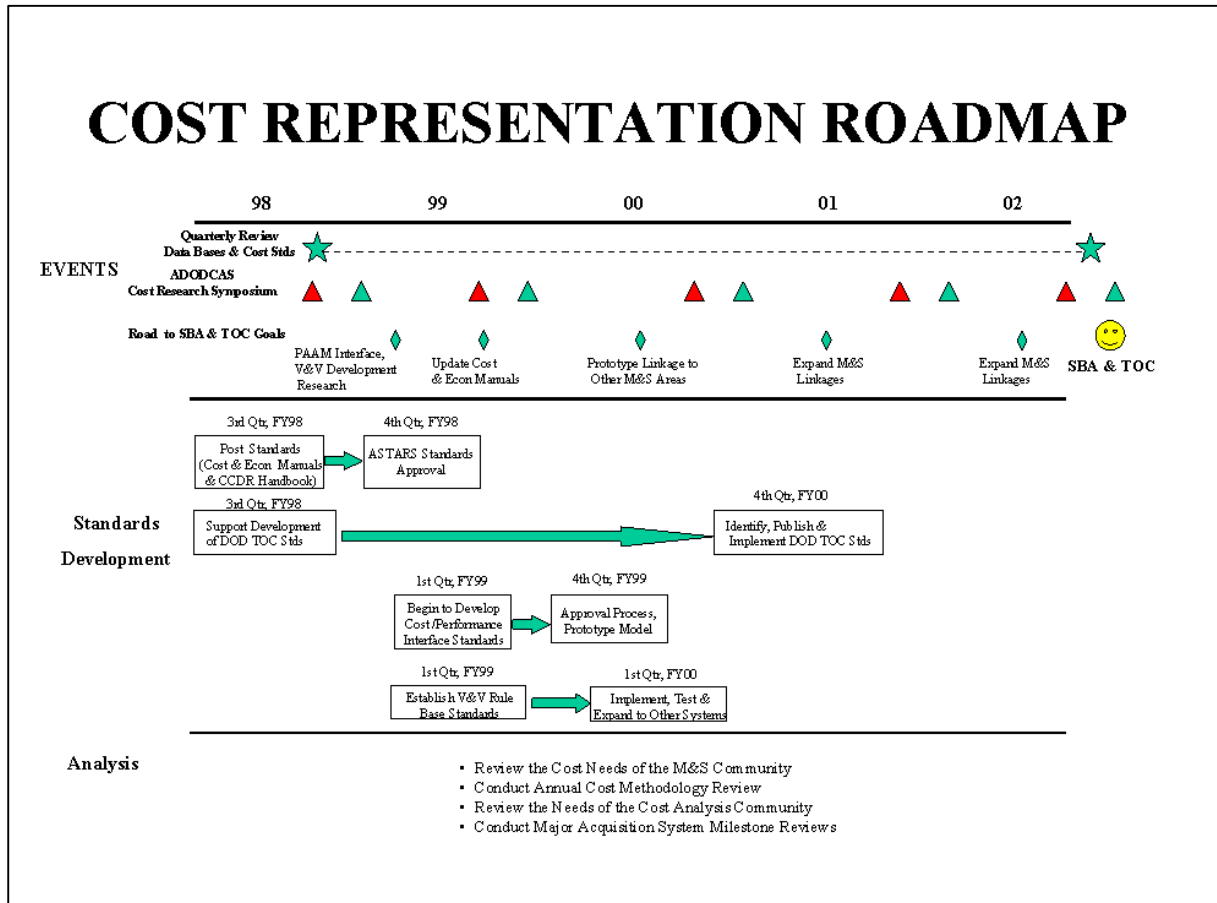 COST REPRESENTATION ROADMAP
98 99 00 01 02
Quarterly Review
Data Bases & Cost Stds
EVENTS
ADODCAS
Cost Research Symposium
Road to SBA & TOC Goals
PAAM Interface,
V&V Development
Research
Update Cost
& Econ Manuals
Prototype Linkage to
Other M&S Areas
Expand M&S
Linkages
Expand M&S
Linkages
SBA & TOC
3rd Qtr, FY98
Post Standards
(Cost & Econ Manuals
& CCDR Handbook)
4th Qtr, FY98
ASTARS Standards
Approval
Standards
Development
3rd Qtr, FY98
Support Development
of DOD TOC Stds
4th Qtr, FY00
Identify, Publish &
Implement DOD TOC Stds
1st Qtr, FY99
Begin to Develop
Cost/Performance
Interface Standards
4th Qtr, FY99
Approval Process,
Prototype Model
1st Qtr, FY99
Establish V&V Rule
Base Standards
1st Qtr, FY00
Implement, Test &
Expand to Other Systems
Analysis
• Review the Cost Needs of the M&S Community
• Conduct Annual Cost Methodology Review
• Review the Needs of the Cost Analysis Community
• Conduct Major Acquisition System Milestone Reviews